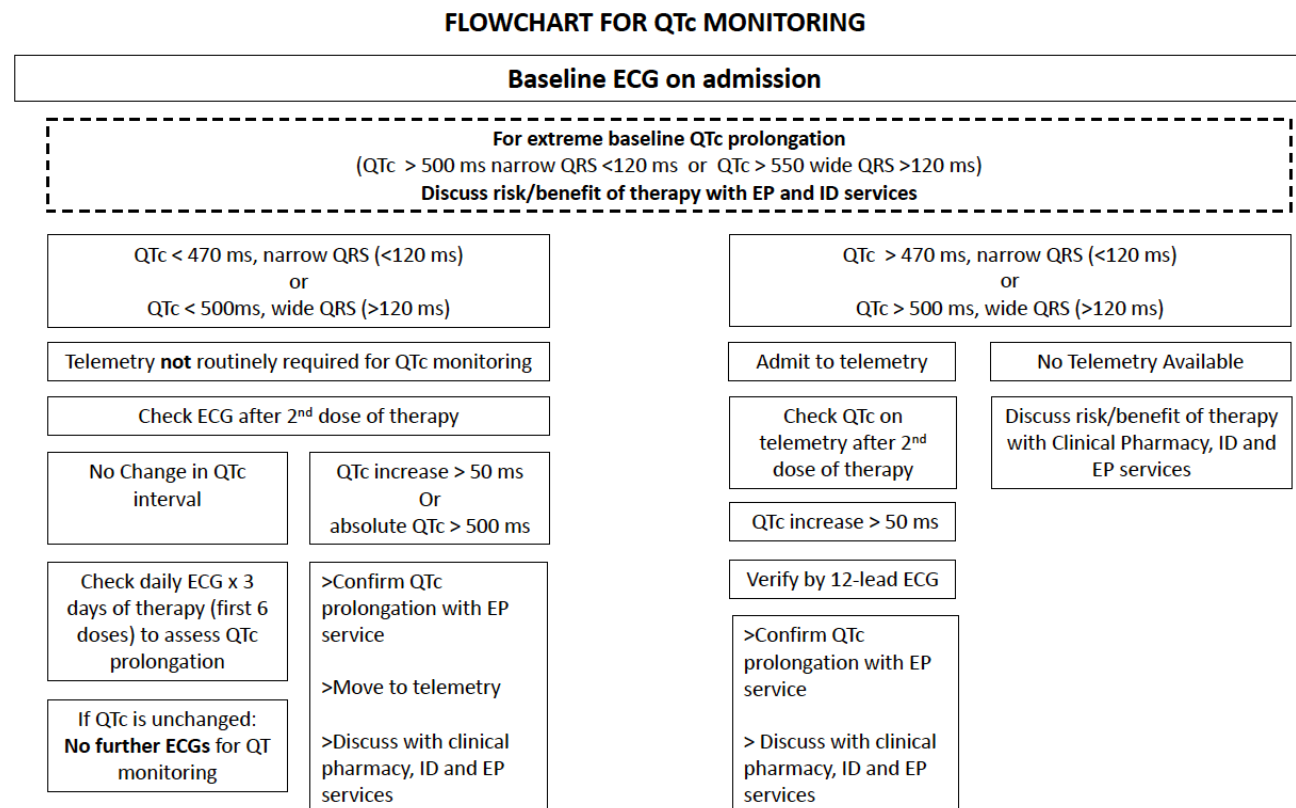 FLOWCHART FOR QTc MONITORING
Baseline ECG on admission
For extreme baseline QTc prolongation
(QTc > 500 ms narrow QRS <120 ms or QTc > 550 wide QRS >120 ms)
Discuss risk/benefit of therapy with EP and ID services
QTc < 470 ms, narrow QRS (<120 ms)
or
QTc < 500ms, wide QRS (>120 ms)
Telemetry not routinely required for QTc monitoring
Check ECG after 2nd dose of therapy
No Change in QTc
interval
Check daily ECG x 3
days of therapy (first 6
doses) to assess QTc
prolongation
If QTc is unchanged:
No further ECGs for QT
monitoring
QTc increase > 50 ms
Or
absolute QTc > 500 ms
>Confirm QTc
prolongation with EP
service
>Move to telemetry
>Discuss with clinical
pharmacy, ID and EP
services
QTc > 470 ms, narrow QRS (<120 ms)
or
QTc > 500 ms, wide QRS (>120 ms)
Admit to telemetry
Check QTc on
telemetry after 2nd
dose of therapy
QTc increase > 50 ms
Verify by 12-lead ECG
>Confirm QTc
prolongation with EP
service
> Discuss with clinical
pharmacy, ID and EP
services
No Telemetry Available
Discuss risk/benefit of therapy
with Clinical Pharmacy, ID and
EP services